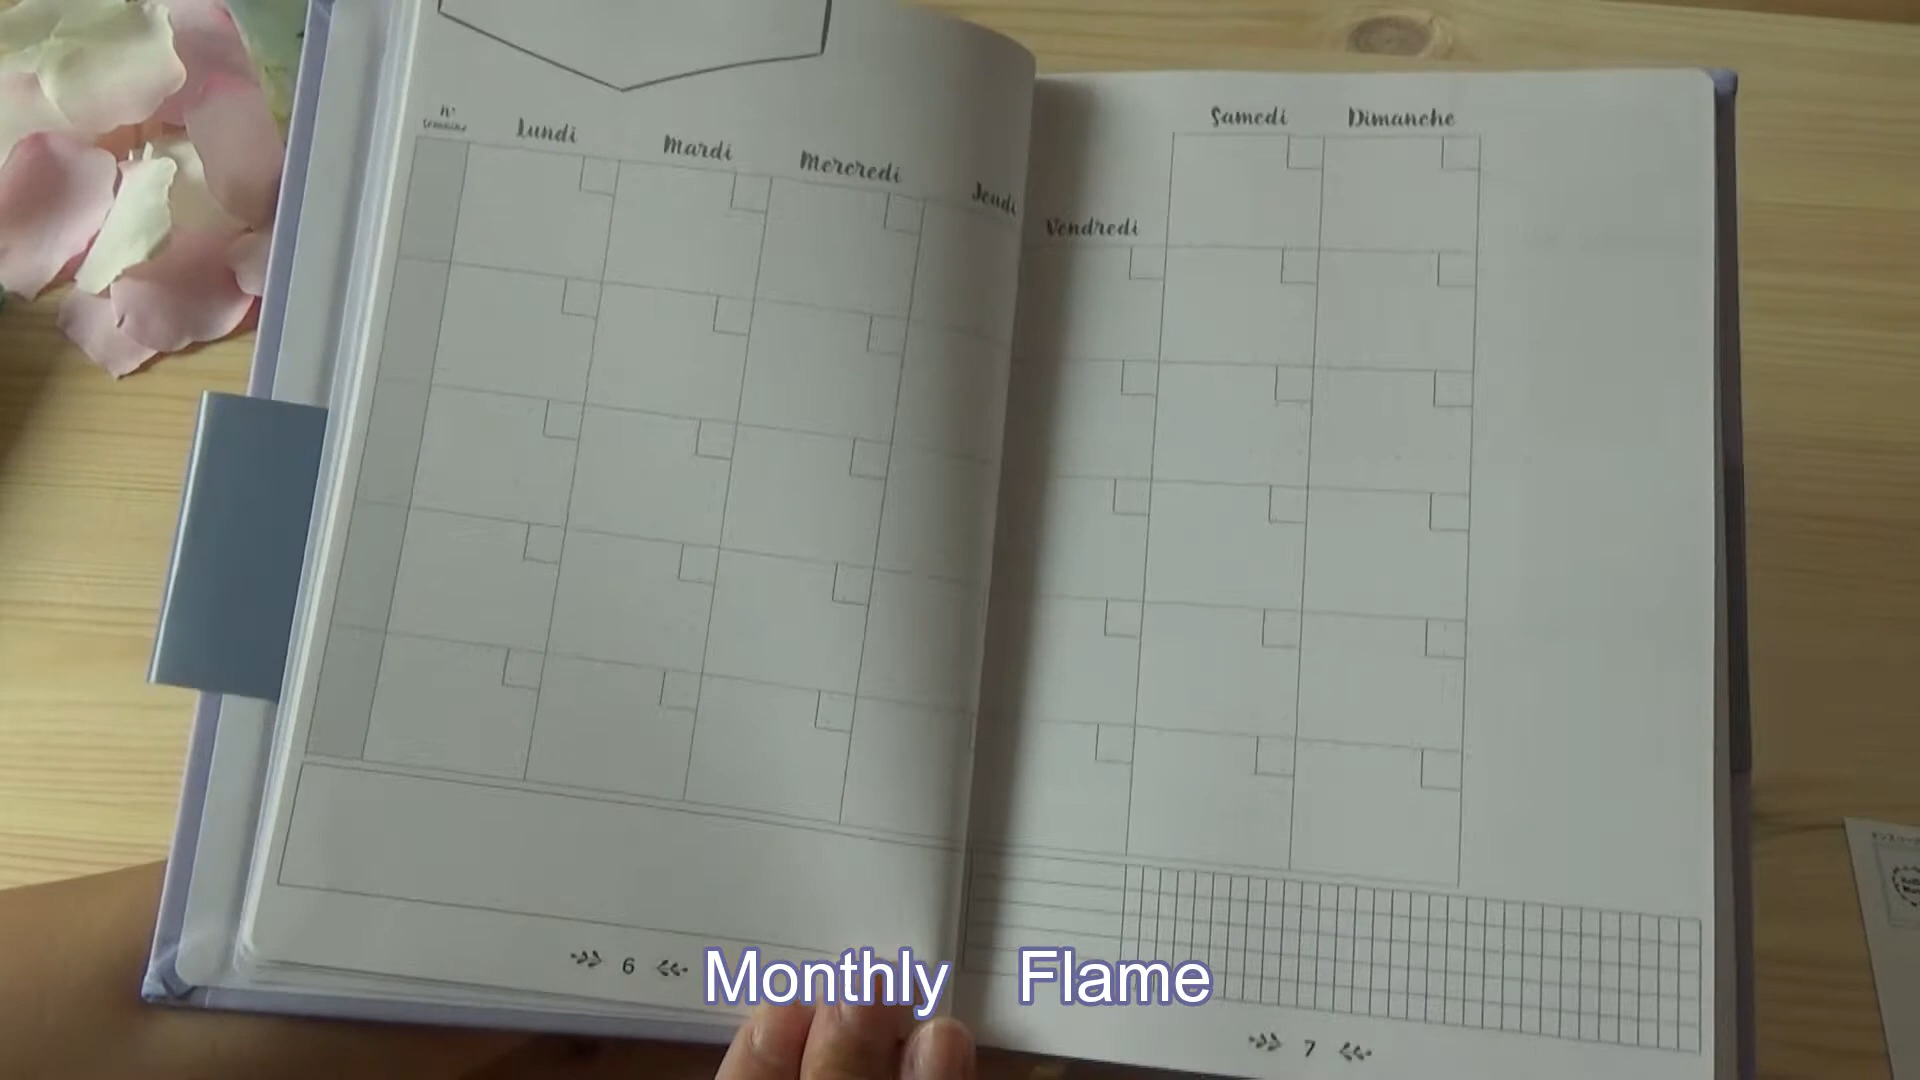 n°
semaine
Lundi
Mardi
Mercredi
Jeudi
Vendredi
Samedi
Dimanche
6
7
Monthly Flame